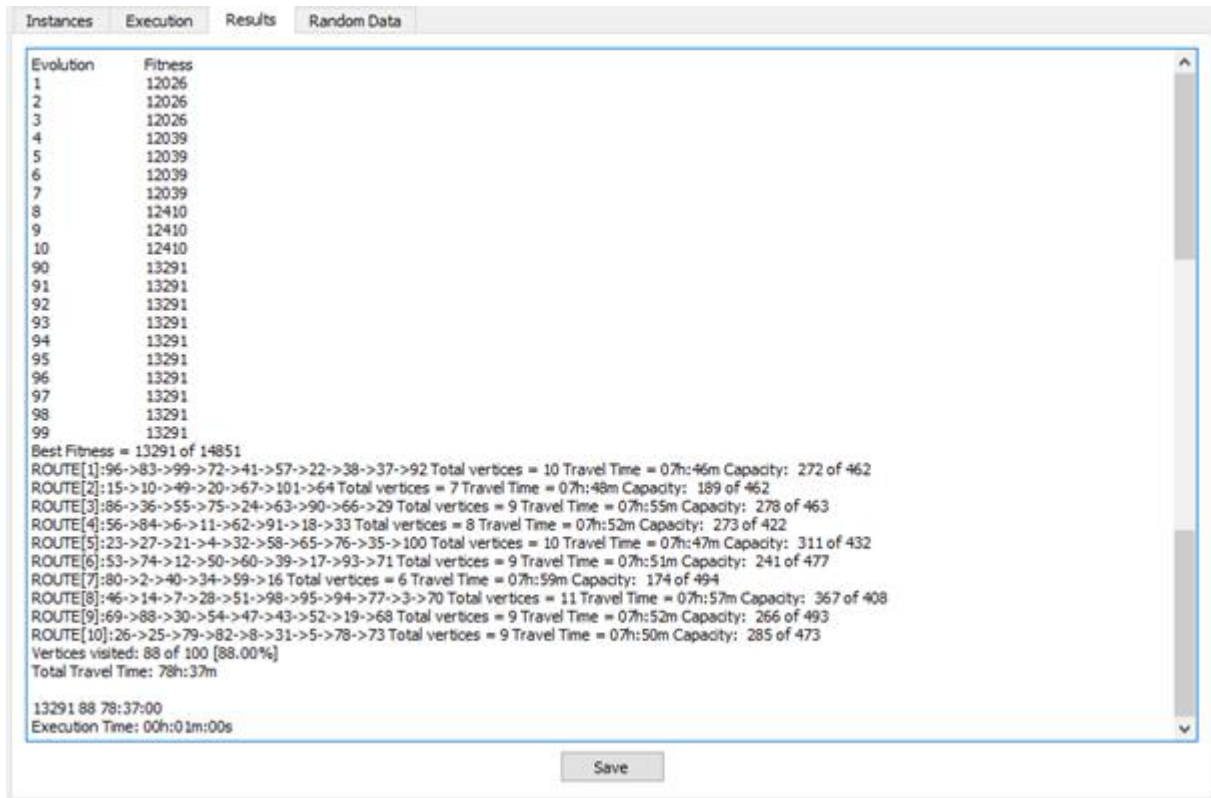 Instances Execution Results Random Data
Evolution Fitness
1 12026
2 12026
3 12026
4 12039
5 12039
6 12039
7 12039
8 12410
9 12410
10 12410
90 13291
91 13291
92 13291
93 13291
94 13291
95 13291
96 13291
97 13291
98 13291
99 13291
Best Fitness = 13291 of 14851
ROUTE[1]:96->83->99->72->41->57->22->38->37->92 Total vertices = 10 Travel Time = 07h:46m Capacity: 272 of 462
ROUTE[2]:15->10->49->20->67->101->64 Total vertices = 7 Travel Time = 07h:48m Capacity: 189 of 462
ROUTE[3]:86->36->55->75->24->63->90->66->29 Total vertices = 9 Travel Time = 07h:55m Capacity: 278 of 463
ROUTE[4]:56->84->6->11->62->91->18->33 Total vertices = 8 Travel Time = 07h:52m Capacity: 273 of 422
ROUTE[5]:23->27->21->4->32->58->65->76->35->100 Total vertices = 10 Travel Time = 07h:47m Capacity: 311 of 432
ROUTE[6]:53->74->12->50->60->39->17->93->71 Total vertices = 9 Travel Time = 07h:51m Capacity: 241 of 477
ROUTE[7]:80->2->40->34->59->16 Total vertices = 6 Travel Time = 07h:59m Capacity: 174 of 494
ROUTE[8]:46->14->7->28->51->98->95->94->77->3->70 Total vertices = 11 Travel Time = 07h:57m Capacity: 367 of 408
ROUTE[9]:69->88->30->54->47->43->52->19->68 Total vertices = 9 Travel Time = 07h:52m Capacity: 266 of 493
ROUTE[10]:26->25->79->82->8->31->5->78->73 Total vertices = 9 Travel Time = 07h:50m Capacity: 285 of 473
Vertices visited: 88 of 100 [88.00%]
Total Travel Time: 78h:37m
13291 88 78:37:00
Execution Time: 00h:01m:00s
Save